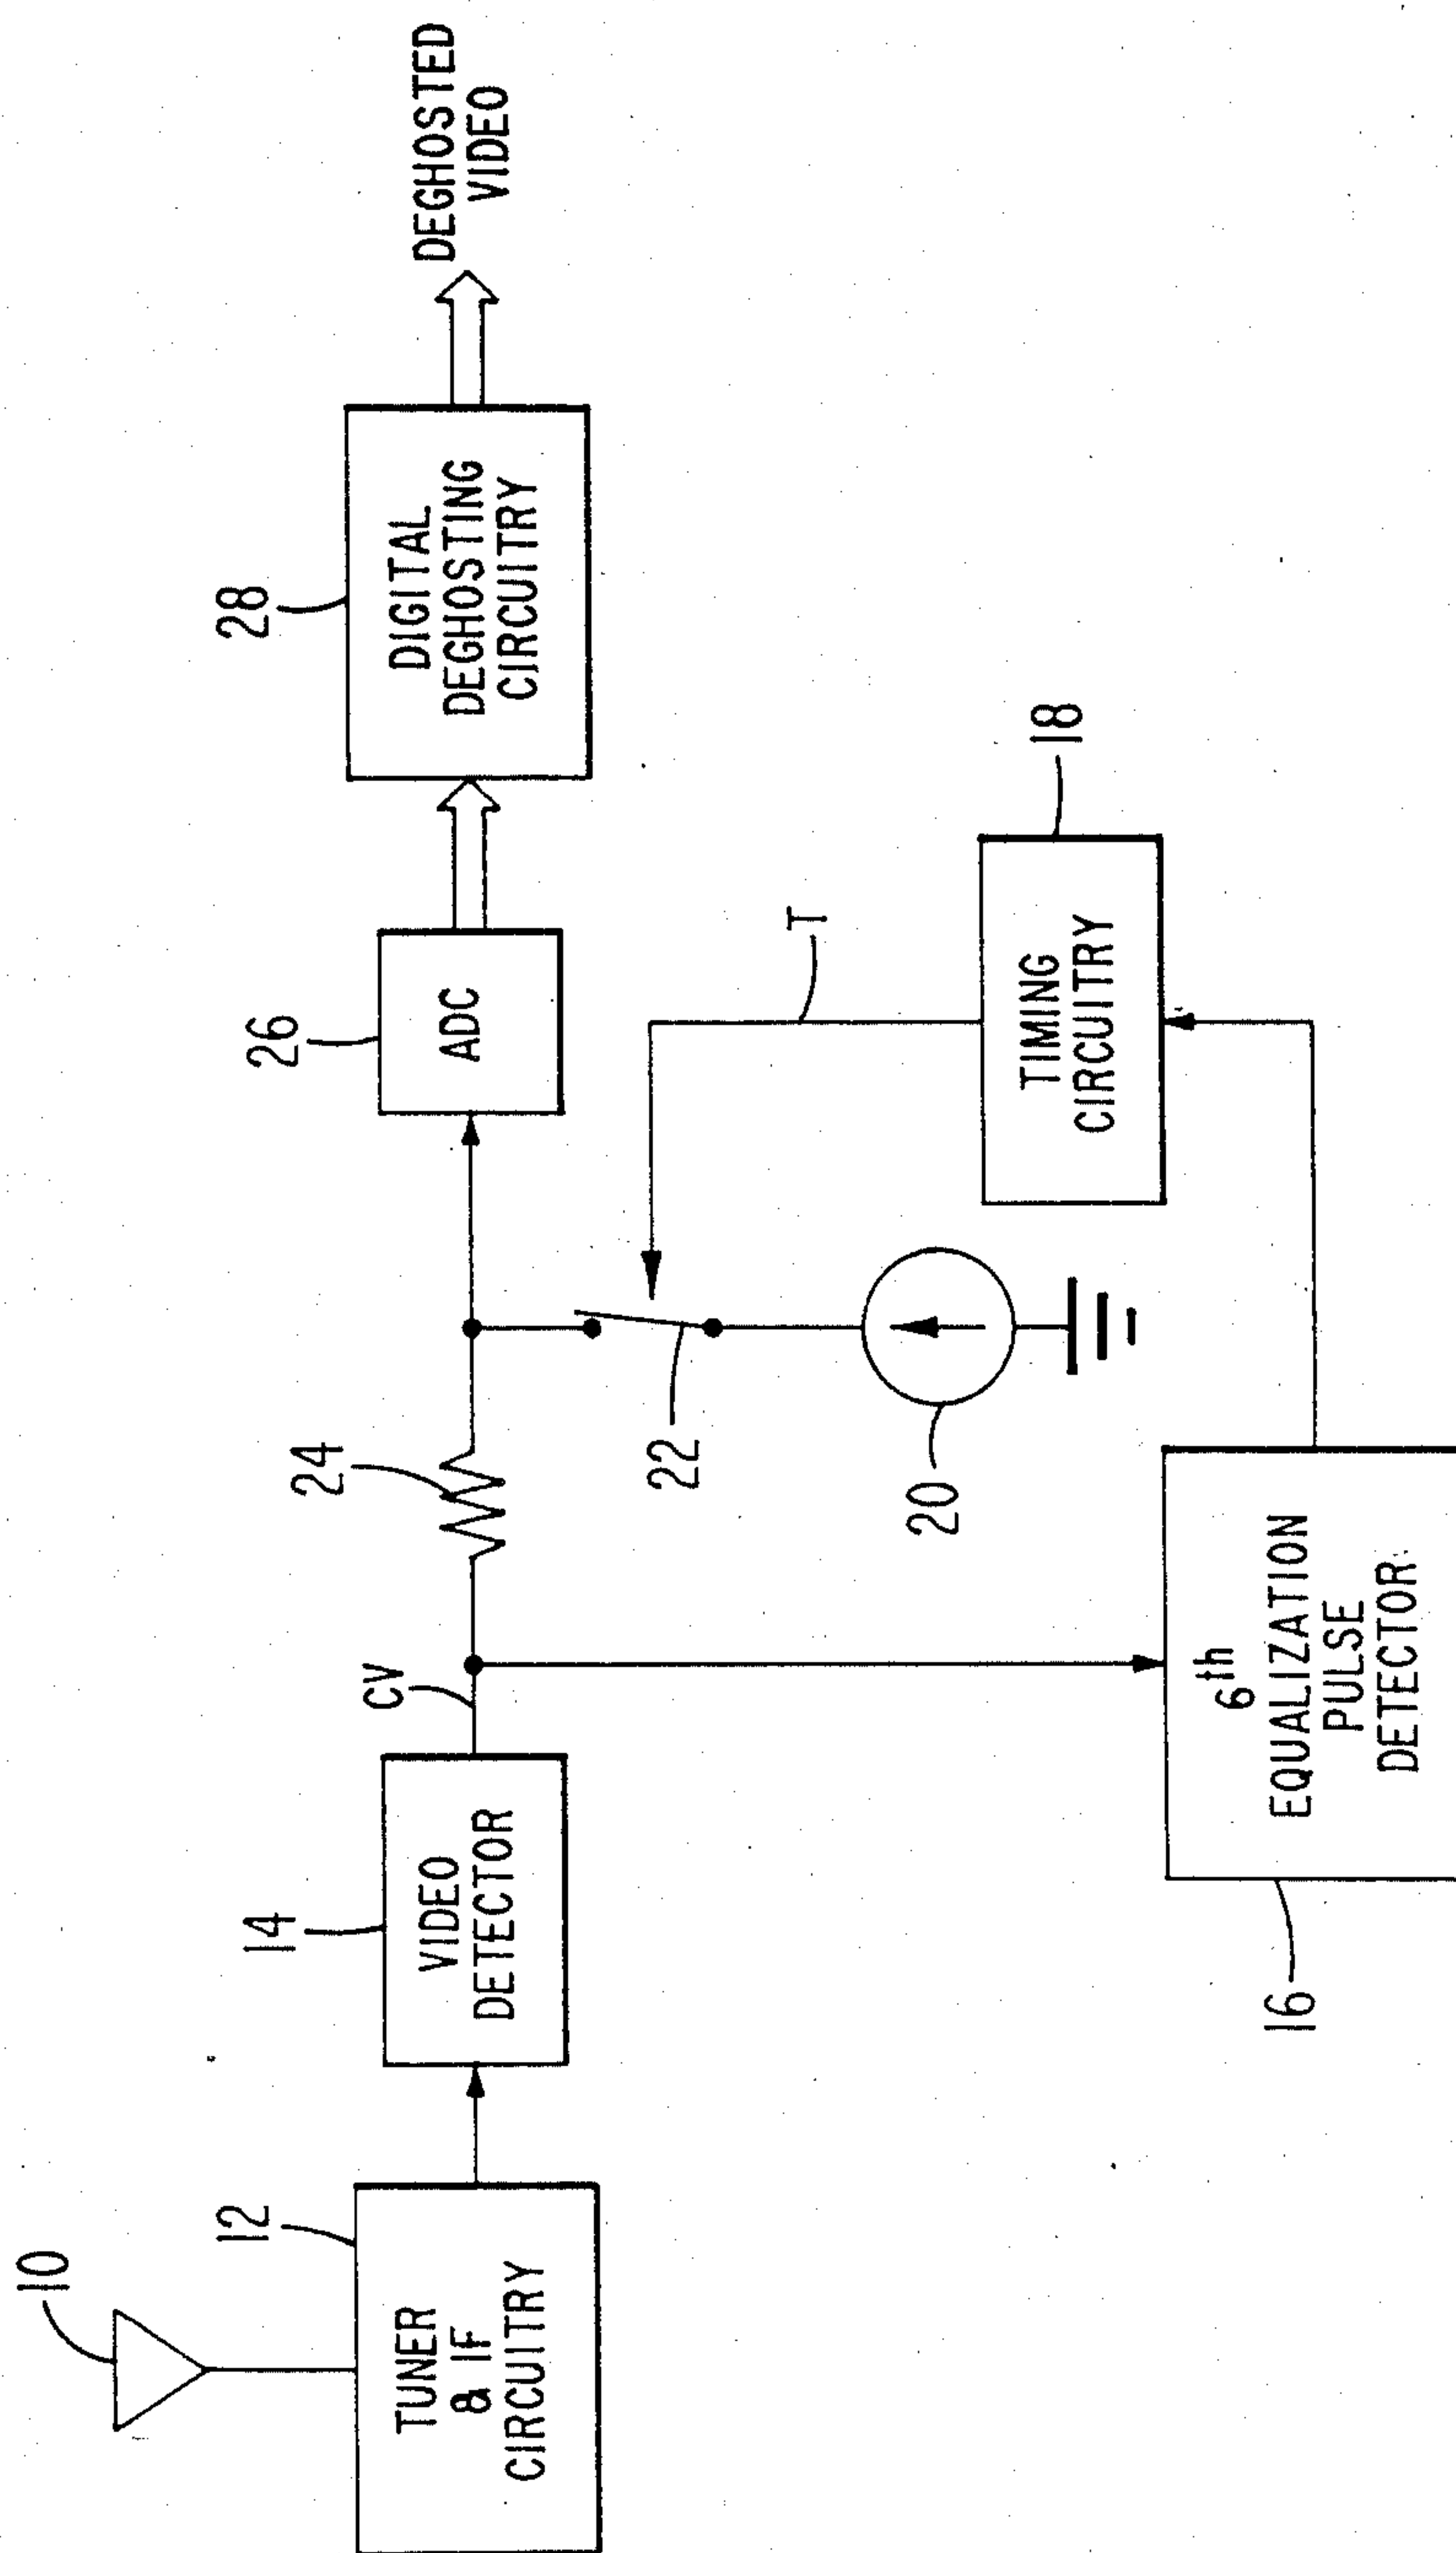 10
12
TUNER
& IF
CIRCUITRY
14
VIDEO
DETECTOR
CV
24
26
ADC
28
DIGITAL
DEGHOSTING
CIRCUITRY
DEGHOSTED
VIDEO
22
20
T
TIMING
CIRCUITRY
18
6th
EQUALIZATION
PULSE
DETECTOR
16